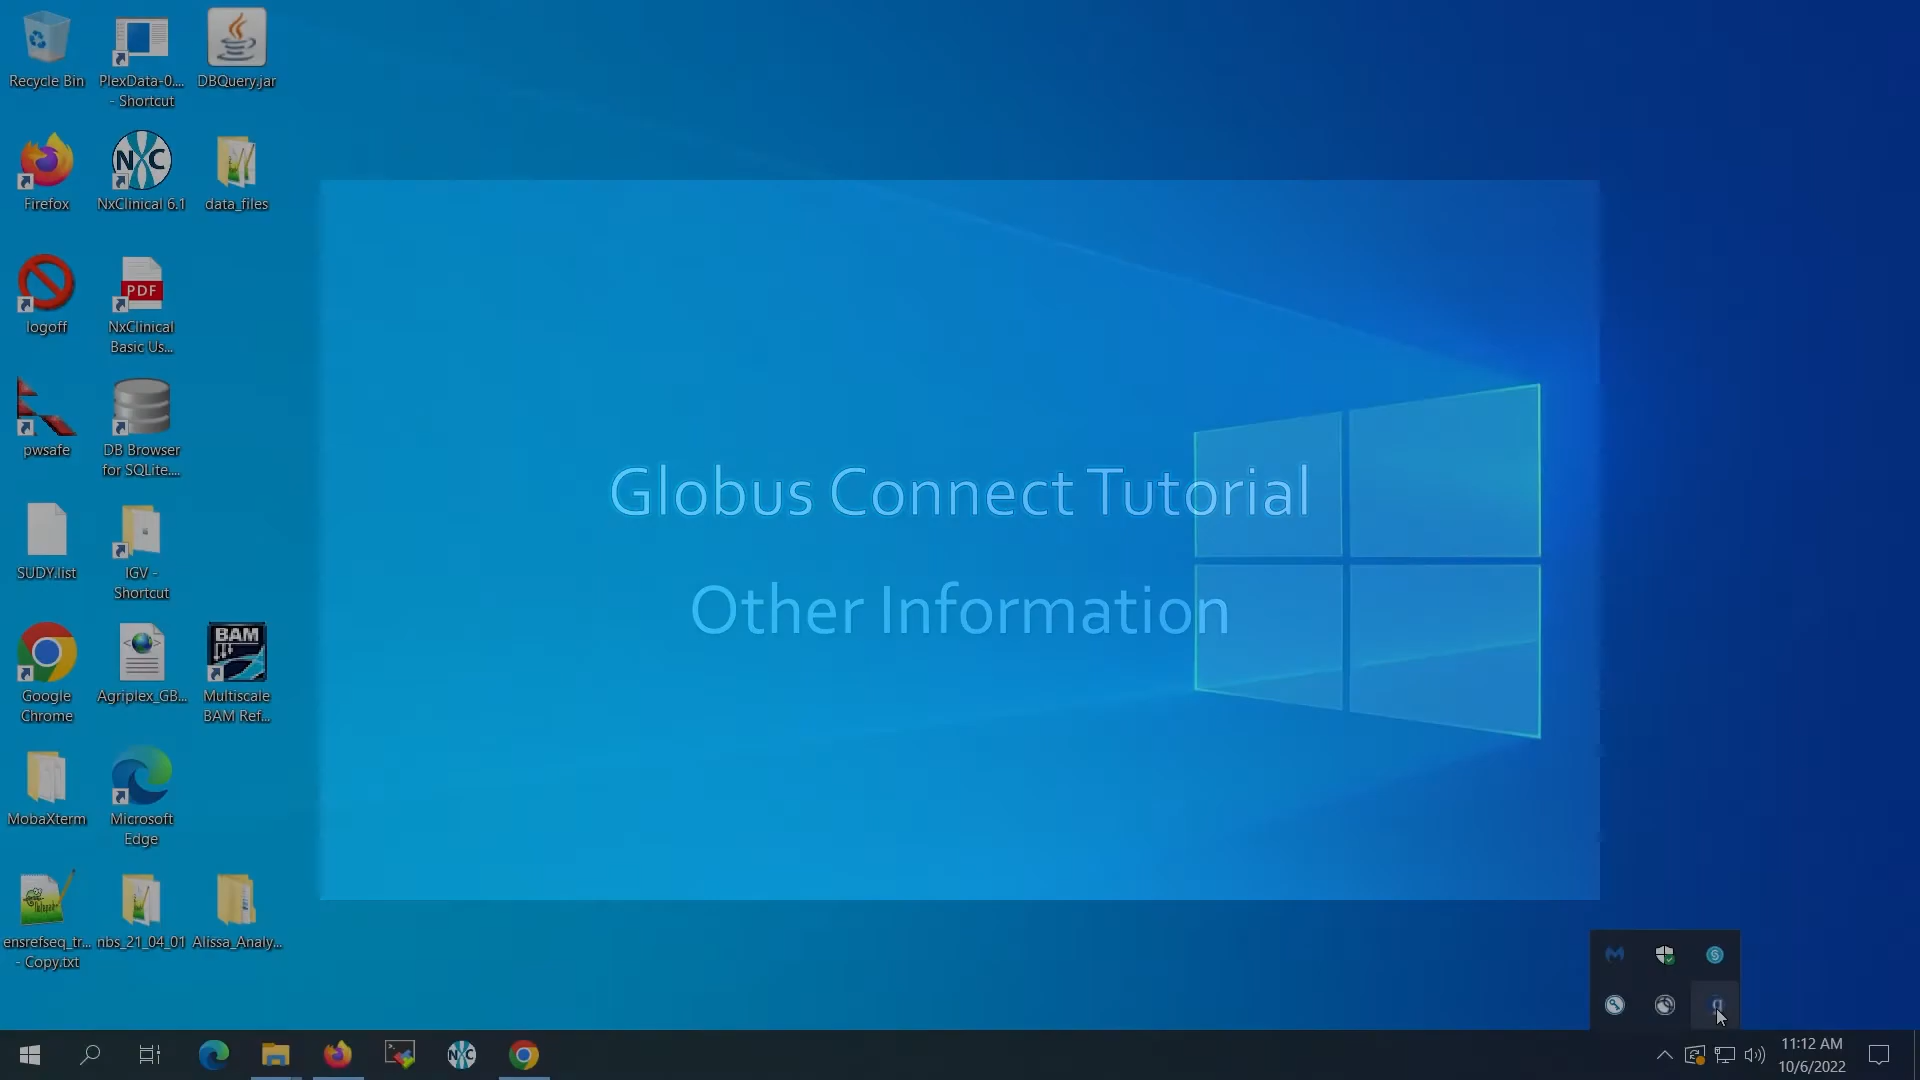 Recycle Bin
PlexData-0....
- Shortcut
DBQuery.jar
Firefox
NXC
NxClinical 6.1
data_files
logoff
PDF
NxClinical
Basic Us...
pwsafe
DB Browser
for SQLite....
SUDY.list
IGV -
Shortcut
Google
Chrome
Agriplex_GB...
BAM
Multiscale
BAM Ref...
MobaXterm
Microsoft
Edge
ensrefseq_tr...
- Copy.txt
nbs_21_04_01
Alissa_Analy...
Globus Connect Tutorial
Other Information
NXC
11:12 AM
10/6/2022